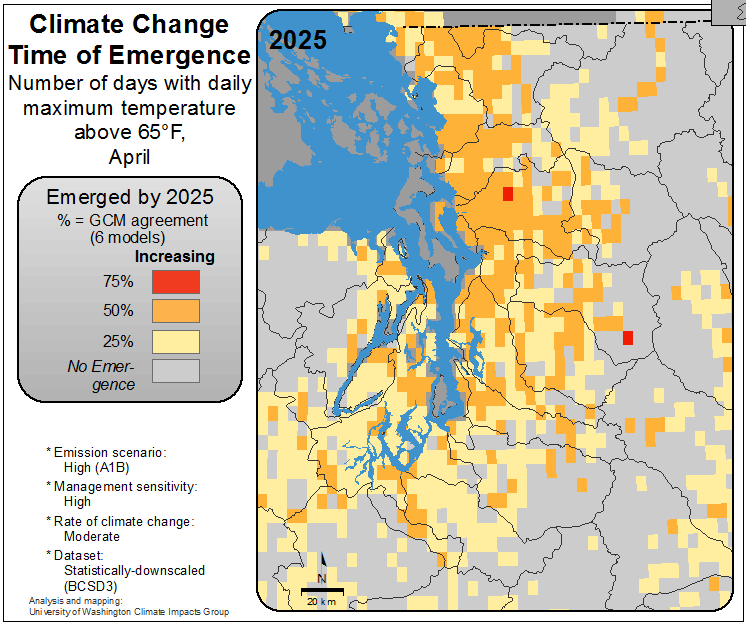 Climate Change
Time of Emergence
Number of days with daily
maximum temperature
above 65°F,
April
Emerged by 2025
% = GCM agreement
(6 models)
Increasing
75%
50%
25%
No Emer-
gence
* Emission scenario:
High (A1B)
* Management sensitivity:
High
* Rate of climate change:
Moderate
* Dataset:
Statistically-downscaled
(BCSD3)
Analysis and mapping:
University of Washington Climate Impacts Group
2025
N
20 km